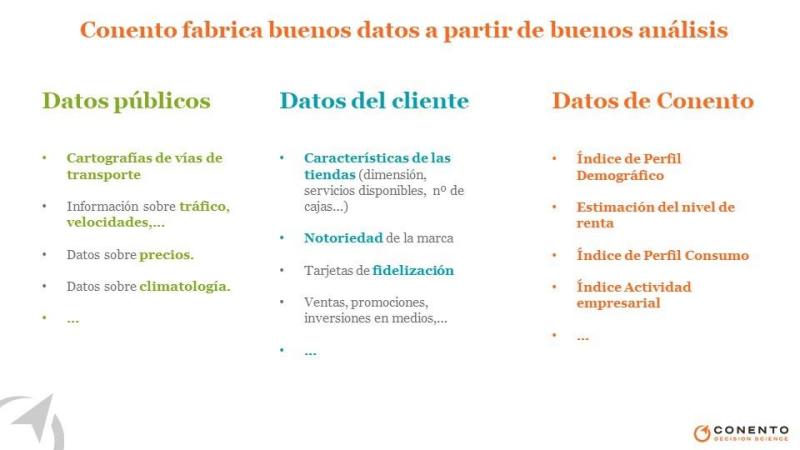 Conento fabrica buenos datos a partir de buenos análisis
Datos públicos
• Cartografías de vías de
transporte
• Información sobre tráfico,
velocidades,...
• Datos sobre precios.
• Datos sobre climatología.
• ...
Datos del cliente
• Características de las
tiendas (dimensión,
servicios disponibles, nº de
cajas...)
• Notoriedad de la marca
• Tarjetas de fidelización
• Ventas, promociones,
inversiones en medios,...
• ...
Datos de Conento
• Índice de Perfil
Demográfico
• Estimación del nivel de
renta
• Índice de Perfil Consumo
• Índice Actividad
empresarial
• ...
CONENTO
DECISION SCIENCE